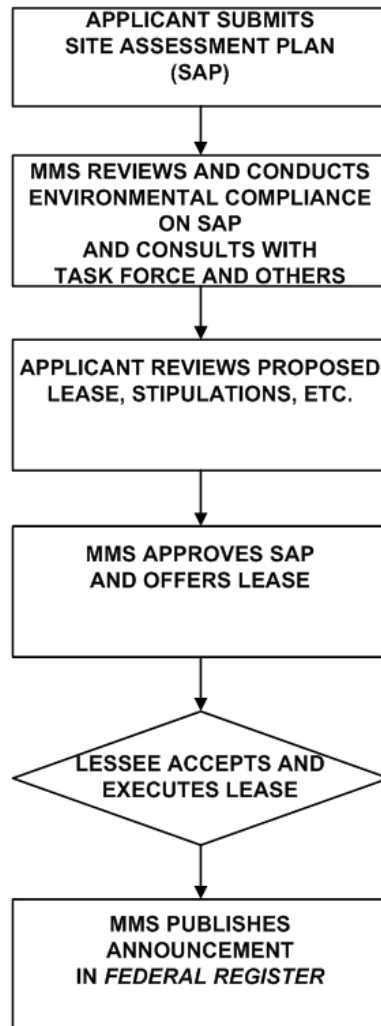 APPLICANT SUBMITS
SITE ASSESSMENT PLAN
(SAP)
MMS REVIEWS AND CONDUCTS
ENVIRONMENTAL COMPLIANCE
ON SAP
AND CONSULTS WITH
TASK FORCE AND OTHERS
APPLICANT REVIEWS PROPOSED
LEASE, STIPULATIONS, ETC.
MMS APPROVES SAP
AND OFFERS LEASE
LESSEE ACCEPTS AND
EXECUTES LEASE
MMS PUBLISHES
ANNOUNCEMENT
IN FEDERAL REGISTER